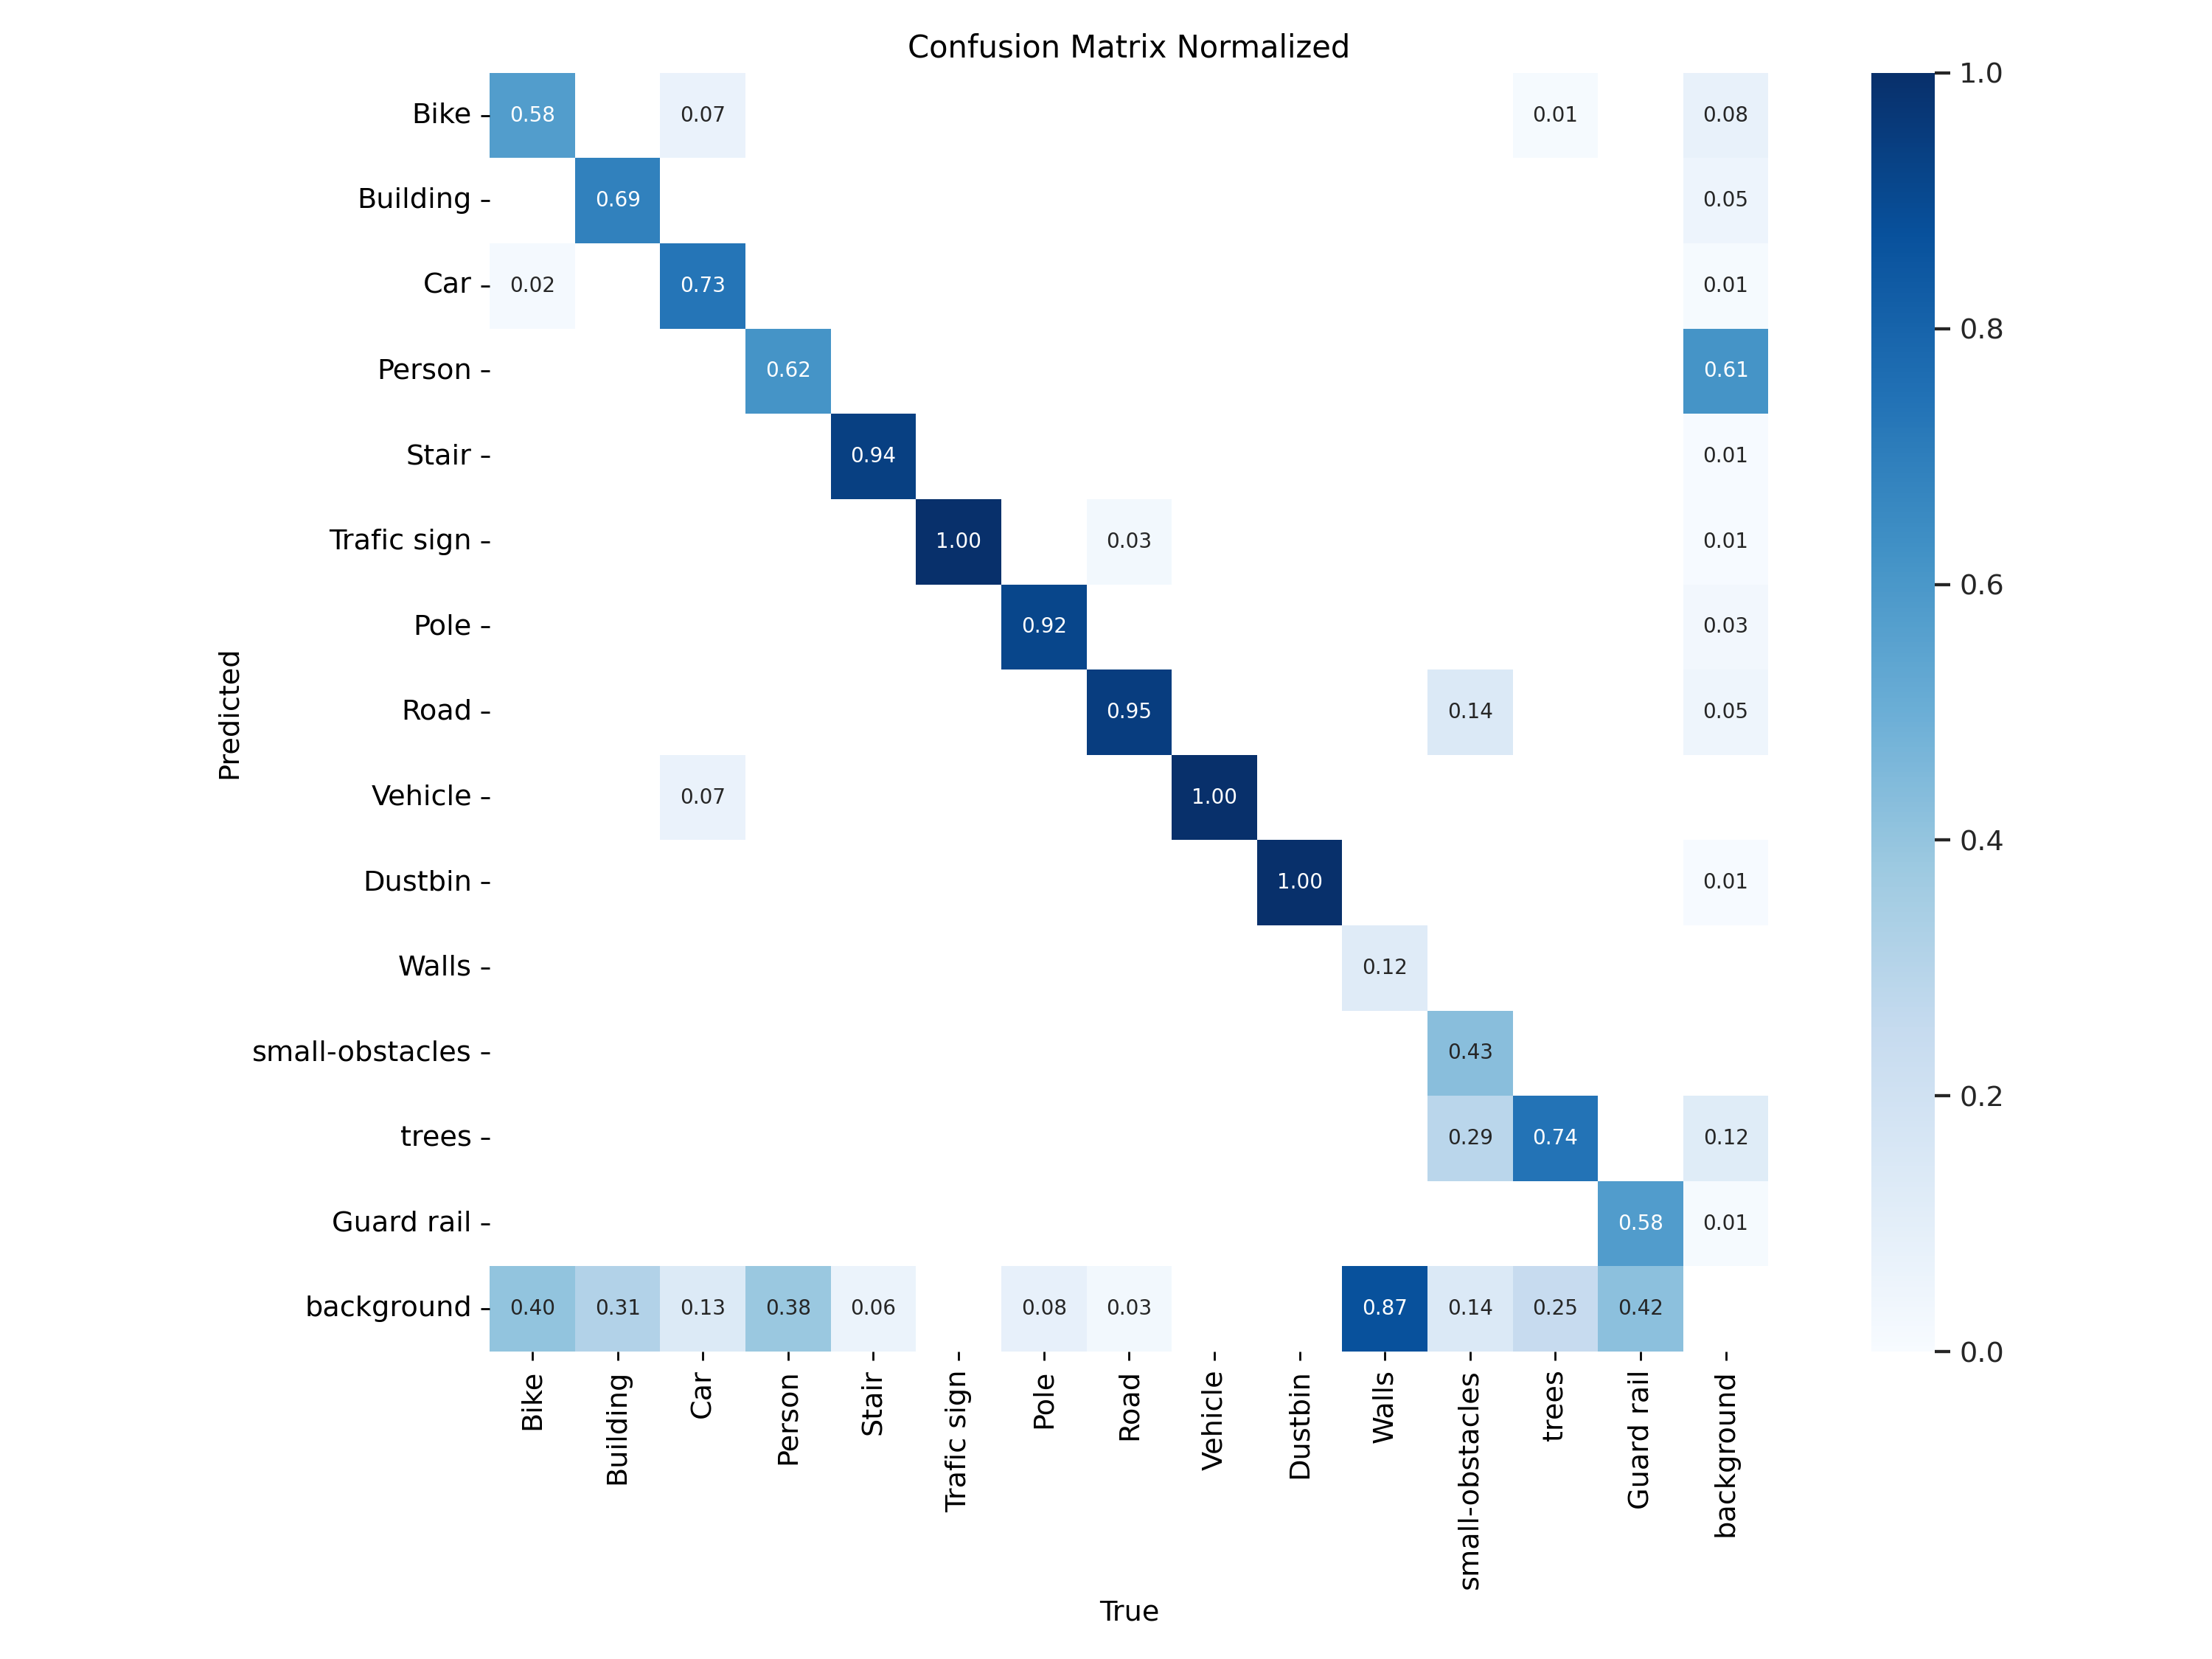 Confusion Matrix Normalized
Bike 0.58 0.07 0.01 0.08
Building 0.69 0.05
Car 0.02 0.73 0.01
Person 0.62 0.61
Stair 0.94 0.01
Trafic sign 1.00 0.03 0.01
Pole 0.92 0.03
Road 0.95 0.14 0.05
Vehicle 0.07 1.00
Dustbin 1.00 0.01
Walls 0.12
small-obstacles 0.43
trees 0.29 0.74 0.12
Guard rail 0.58 0.01
background 0.40 0.31 0.13 0.38 0.06 0.08 0.03 0.87 0.14 0.25 0.42
Predicted
Bike Building Car Person Stair Trafic sign Pole Road Vehicle Dustbin Walls small-obstacles trees Guard rail background
True
1.0
0.8
0.6
0.4
0.2
0.0